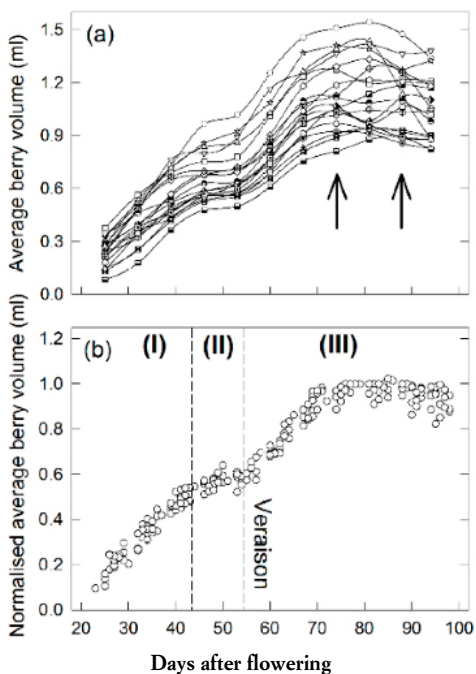 (a)
Average berry volume (ml)
1.5
1.2
0.9
0.6
0.3
0.0
(b)
(I)
(II)
(III)
Normalised average berry volume (ml)
1.2
1.0
0.8
0.6
0.4
0.2
0.0
Veraison
20 30 40 50 60 70 80 90 100
Days after flowering